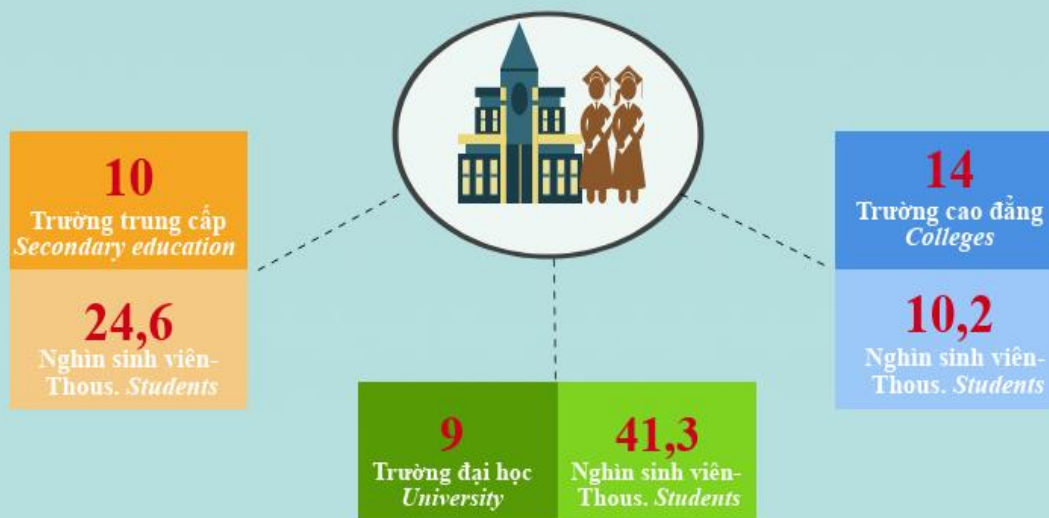 10
Trường trung cấp
Secondary education
24,6
Nghìn sinh viên-
Thous. Students
9
Trường đại học
University
41,3
Nghìn sinh viên-
Thous. Students
14
Trường cao đẳng
Colleges
10,2
Nghìn sinh viên-
Thous. Students